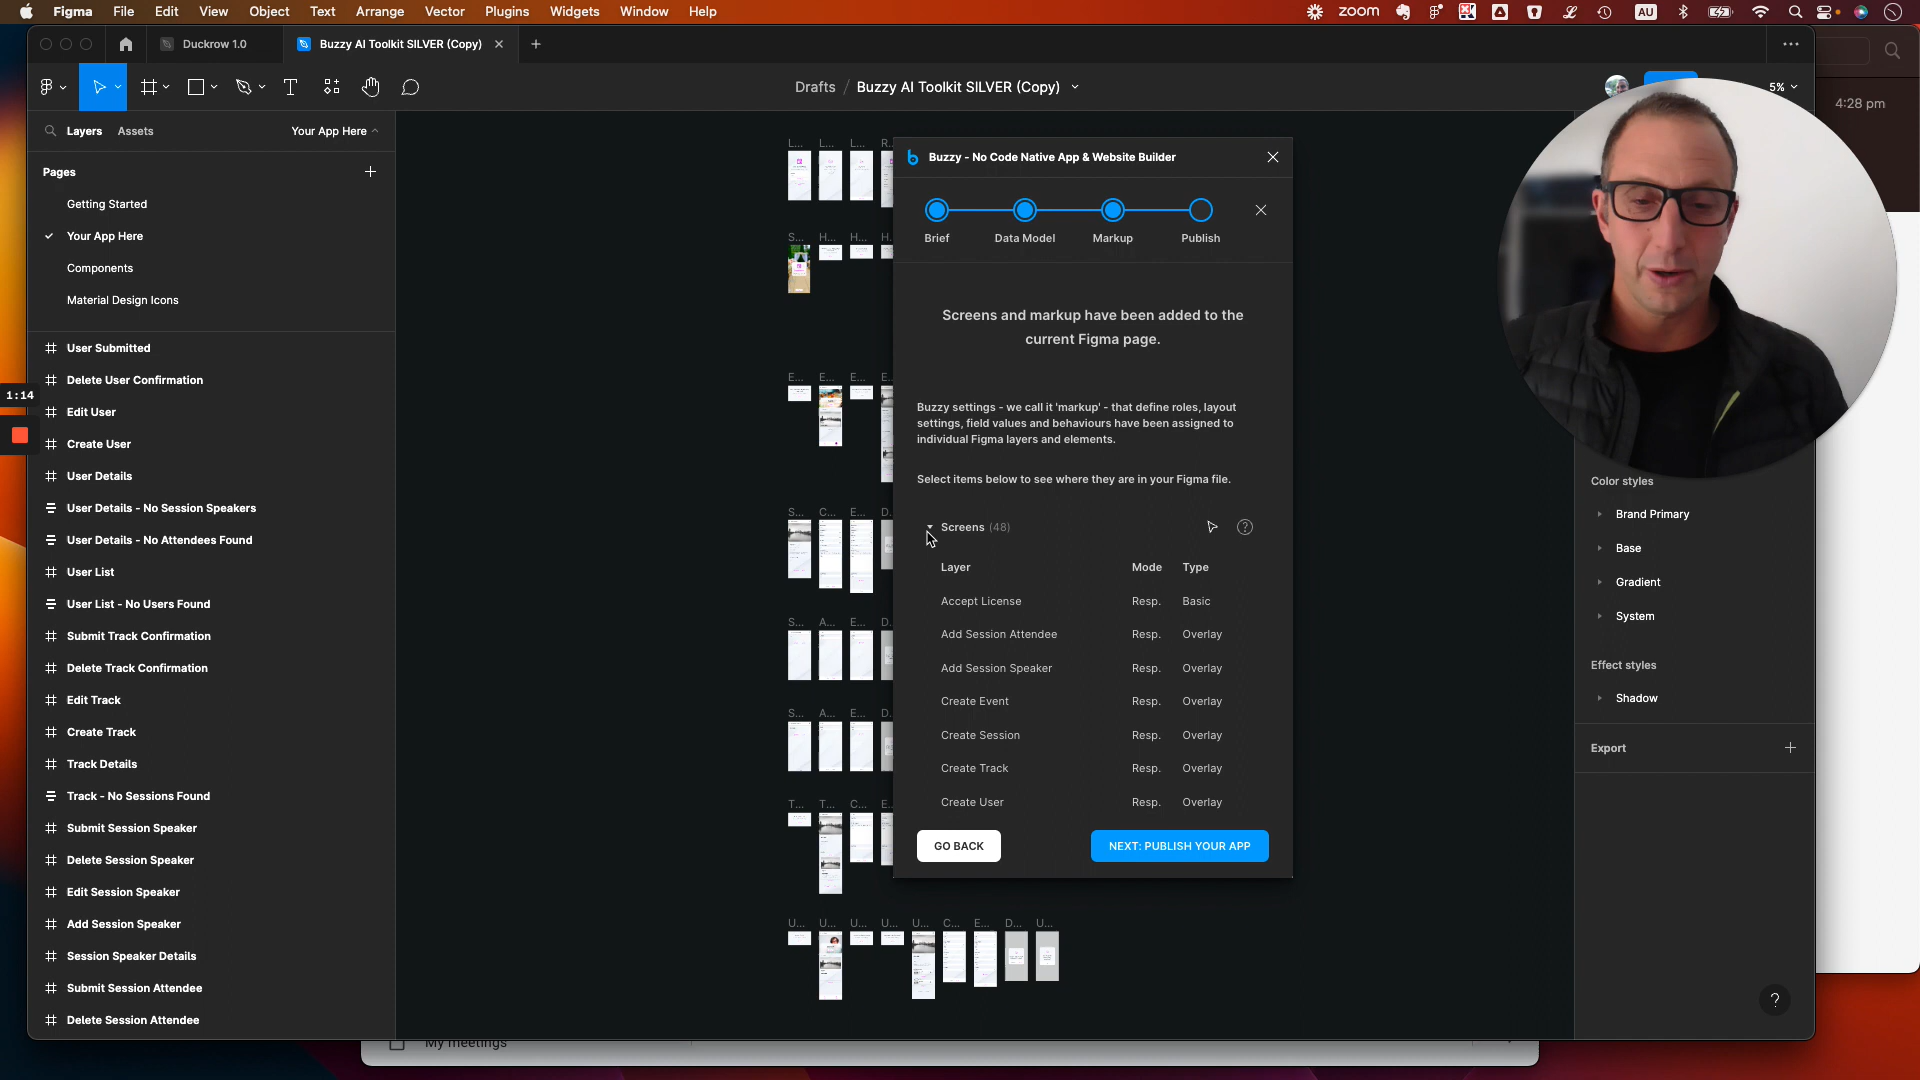 Figma File Edit View Object Text Arrange Vector Plugins Widgets Window Help
zoom
AU
Duckrow 1.0
Buzzy AI Toolkit SILVER (Copy)
Drafts / Buzzy AI Toolkit SILVER (Copy)
5%
4:28 pm
Layers Assets Your App Here
Pages
Getting Started
Your App Here
Components
Material Design Icons
User Submitted
Delete User Confirmation
1:14
Edit User
Create User
User Details
User Details - No Session Speakers
User Details - No Attendees Found
User List
User List - No Users Found
Submit Track Confirmation
Delete Track Confirmation
Edit Track
Create Track
Track Details
Track - No Sessions Found
Submit Session Speaker
Delete Session Speaker
Edit Session Speaker
Add Session Speaker
Session Speaker Details
Submit Session Attendee
Delete Session Attendee
L... L... L... R...
S... H... H... H...
E... E... E... E...
S... C... E... D...
S... A... E... D...
S... A... E... D...
T... T... C... E...
U... U... U... U... U... C... E... D... U...
Buzzy - No Code Native App & Website Builder
Brief Data Model Markup Publish
Screens and markup have been added to the
current Figma page.
Buzzy settings - we call it 'markup' - that define roles, layout
settings, field values and behaviours have been assigned to
individual Figma layers and elements.
Select items below to see where they are in your Figma file.
Screens (48)
Layer Mode Type
Accept License Resp. Basic
Add Session Attendee Resp. Overlay
Add Session Speaker Resp. Overlay
Create Event Resp. Overlay
Create Session Resp. Overlay
Create Track Resp. Overlay
Create User Resp. Overlay
GO BACK
NEXT: PUBLISH YOUR APP
Color styles
Brand Primary
Base
Gradient
System
Effect styles
Shadow
Export
?
My meetings